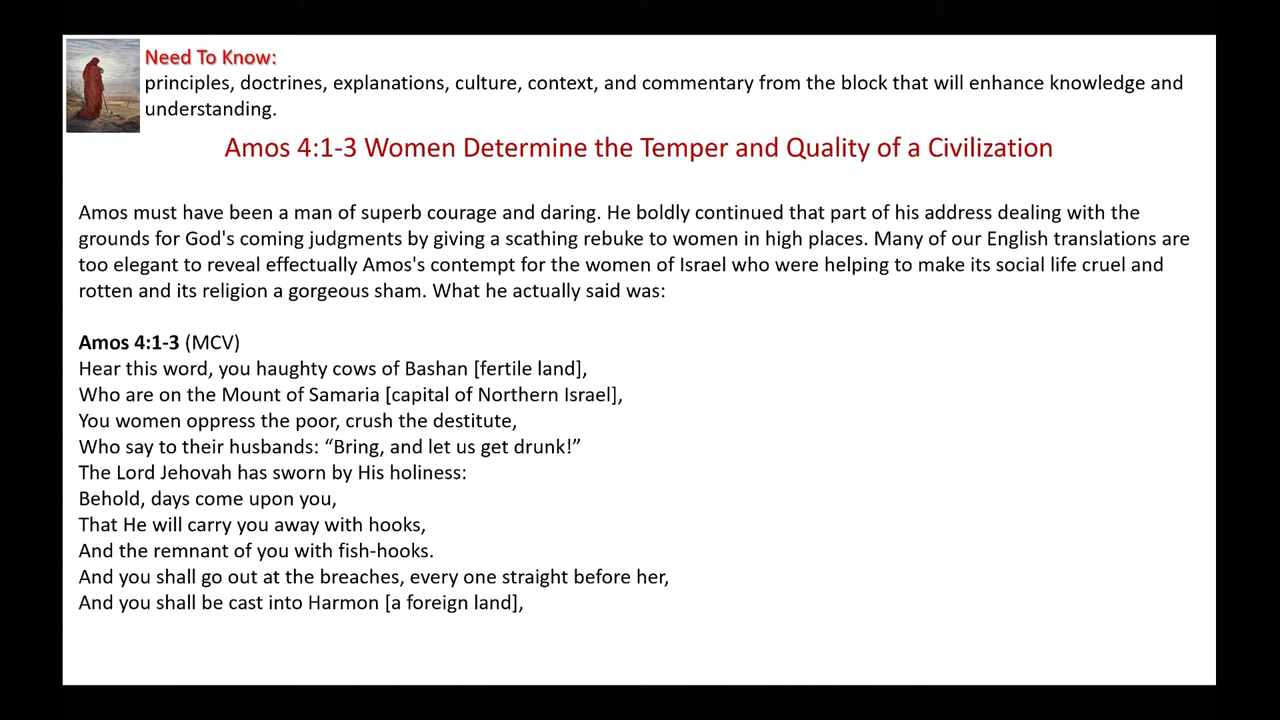 Need To Know:
principles, doctrines, explanations, culture, context, and commentary from the block that will enhance knowledge and
understanding.
Amos 4:1-3 Women Determine the Temper and Quality of a Civilization
Amos must have been a man of superb courage and daring. He boldly continued that part of his address dealing with the
grounds for God's coming judgments by giving a scathing rebuke to women in high places. Many of our English translations are
too elegant to reveal effectually Amos's contempt for the women of Israel who were helping to make its social life cruel and
rotten and its religion a gorgeous sham. What he actually said was:
Amos 4:1-3 (MCV)
Hear this word, you haughty cows of Bashan [fertile land],
Who are on the Mount of Samaria [capital of Northern Israel],
You women oppress the poor, crush the destitute,
Who say to their husbands: “Bring, and let us get drunk!”
The Lord Jehovah has sworn by His holiness:
Behold, days come upon you,
That He will carry you away with hooks,
And the remnant of you with fish-hooks.
And you shall go out at the breaches, every one straight before her,
And you shall be cast into Harmon [a foreign land],